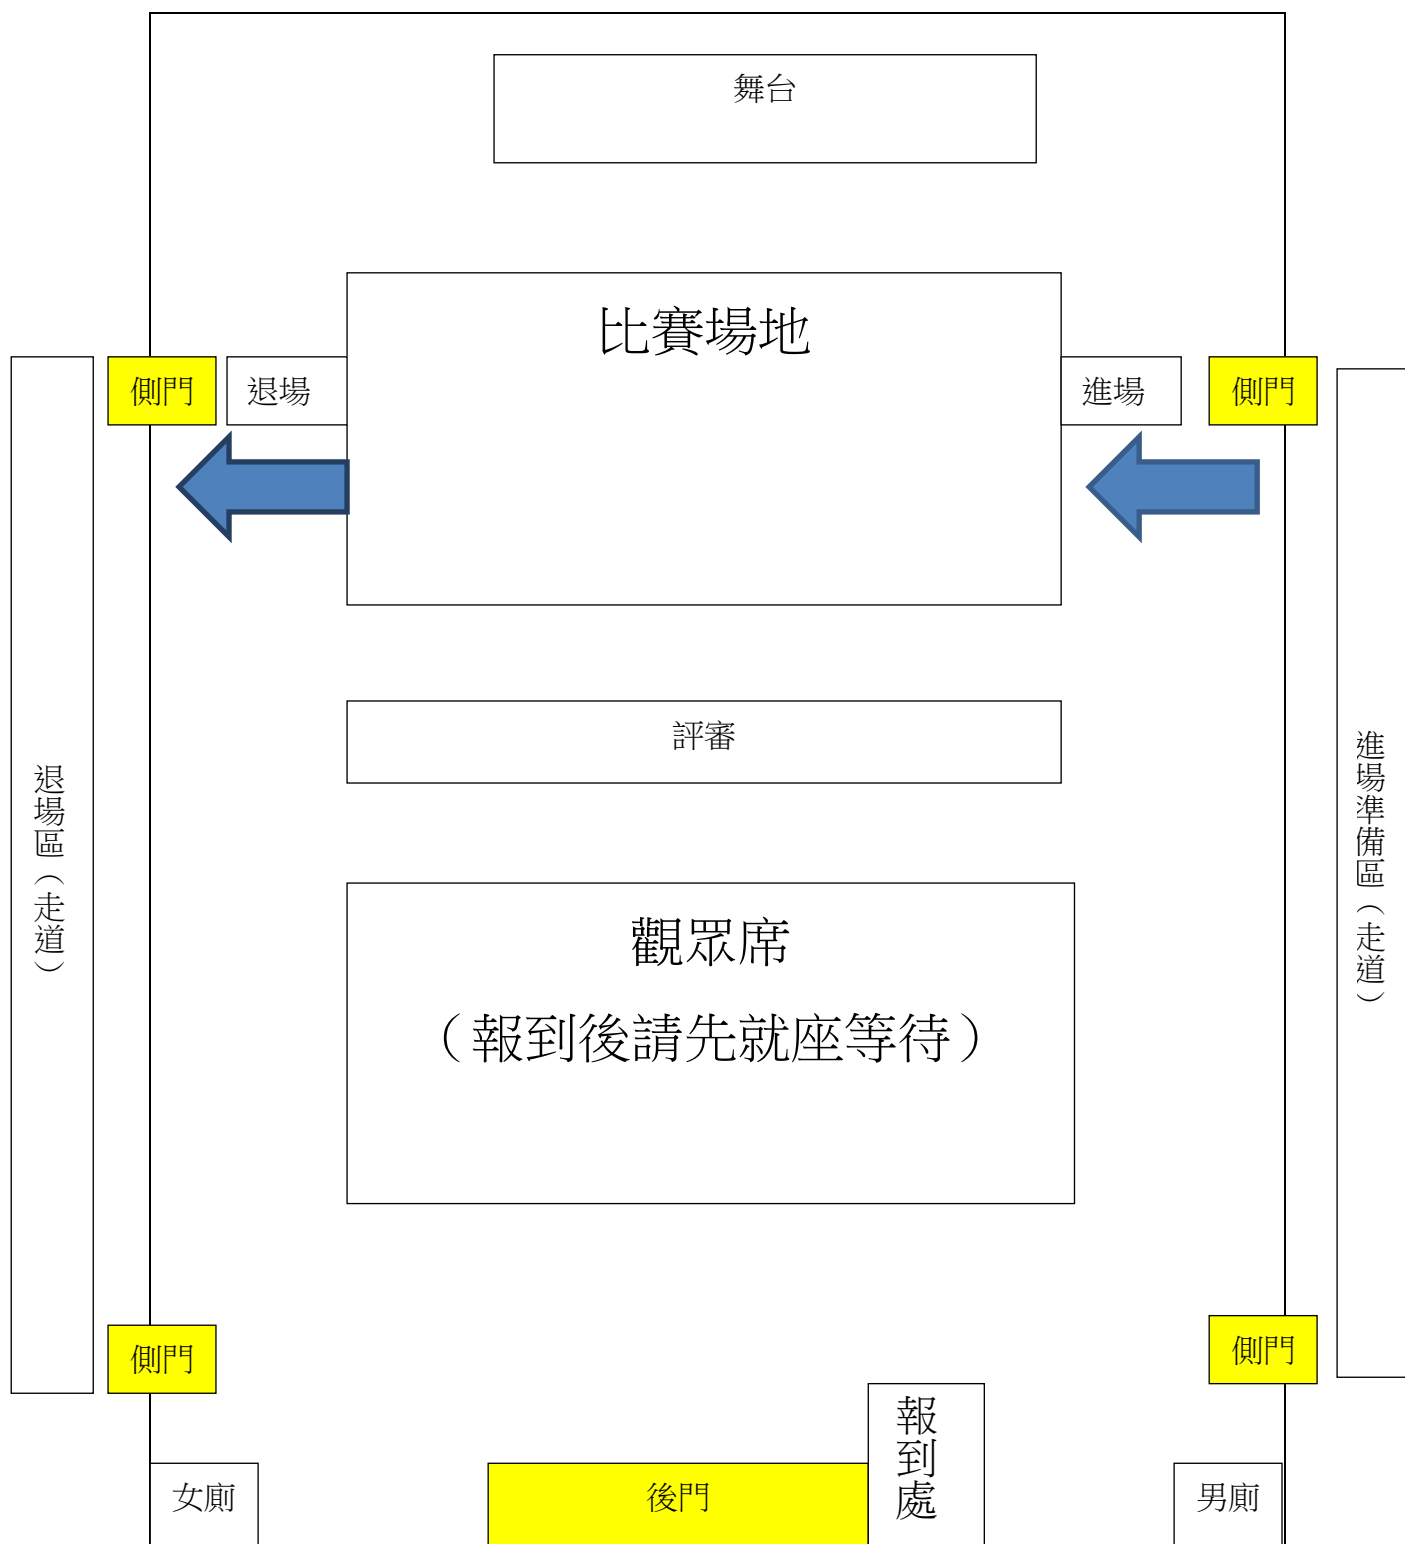 舞台
比賽場地
側門
退場
進場
側門
評審
退場區（走道）
進場準備區（走道）
觀眾席
（報到後請先就座等待）
側門
側門
報到處
女廁
後門
男廁